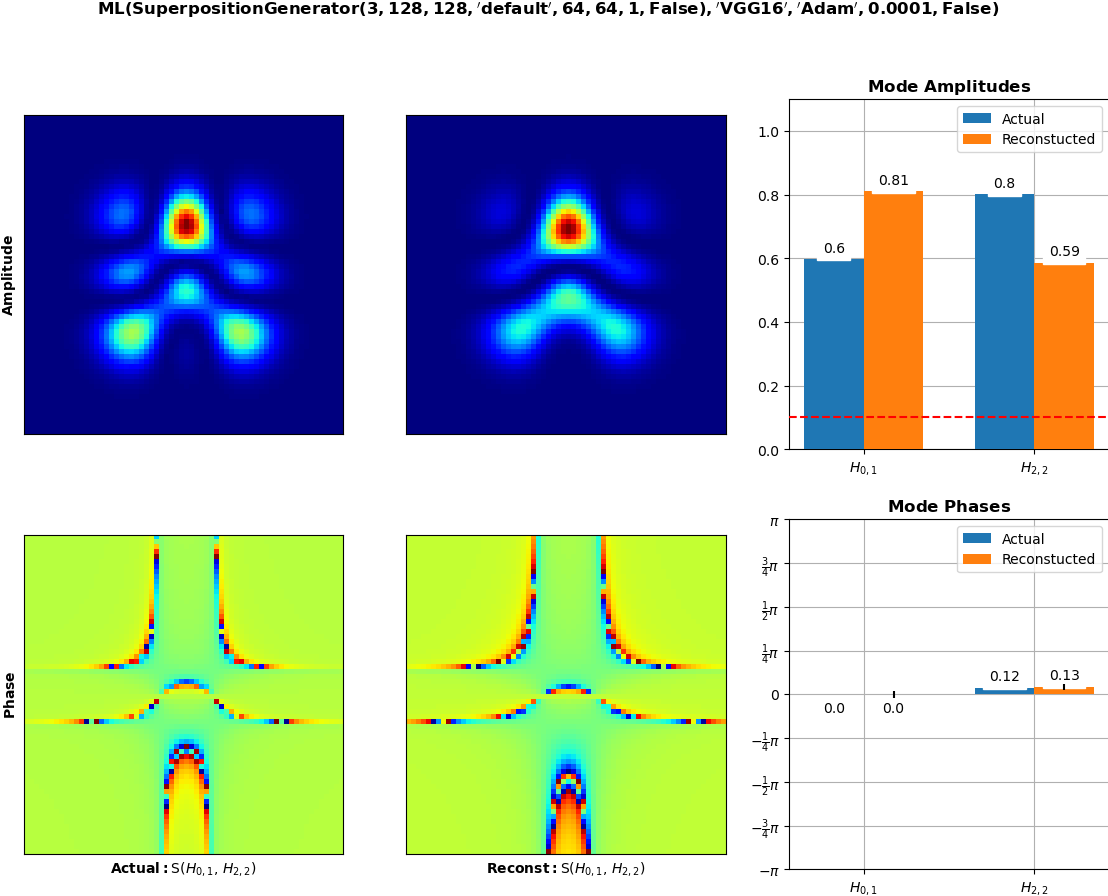 ML(SuperpositionGenerator(3, 128, 128, ′default′, 64, 64, 1, False), ′VGG16′, ′Adam′, 0.0001, False)
Amplitude
Mode Amplitudes
Actual
Reconstucted
1.0
0.8
0.6
0.4
0.2
0.0
0.6
0.81
0.8
0.59
H0, 1
H2, 2
Phase
Actual: S(H0, 1, H2, 2)
Reconst: S(H0, 1, H2, 2)
Mode Phases
Actual
Reconstucted
π
3/4π
1/2π
1/4π
0
−1/4π
−1/2π
−3/4π
−π
0.0
0.0
0.12
0.13
H0, 1
H2, 2